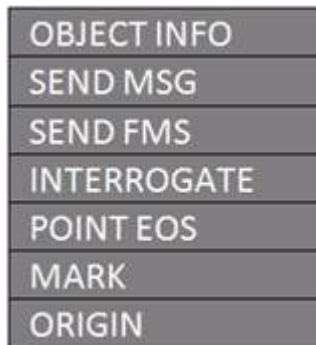 OBJECT INFO
SEND MSG
SEND FMS
INTERROGATE
POINT EOS
MARK
ORIGIN